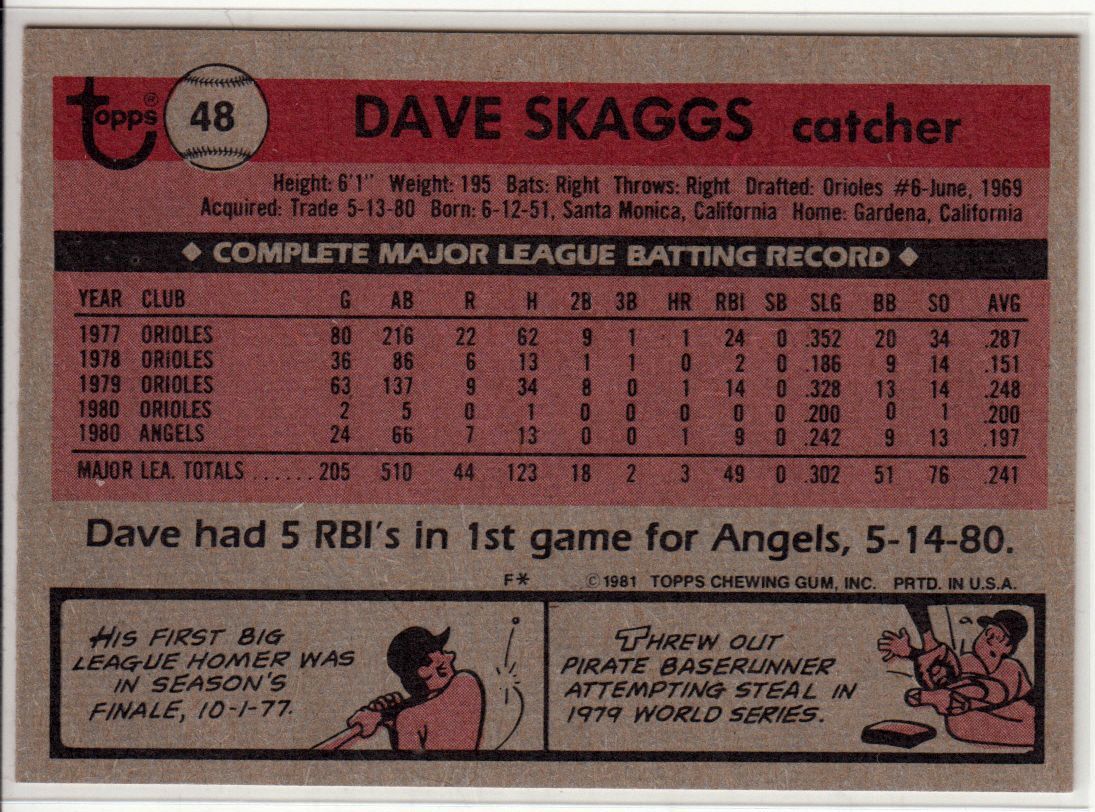 Topps® 48 DAVE SKAGGS catcher
Height: 6'1" Weight: 195 Bats: Right Throws: Right Drafted: Orioles #6-June, 1969
Acquired: Trade 5-13-80 Born: 6-12-51, Santa Monica, California Home: Gardena, California
◆ COMPLETE MAJOR LEAGUE BATTING RECORD ◆
YEAR CLUB G AB R H 2B 3B HR RBI SB SLG BB SO AVG
1977 ORIOLES 80 216 22 62 9 1 1 24 0 .352 20 34 .287
1978 ORIOLES 36 86 6 13 1 1 0 2 0 .186 9 14 .151
1979 ORIOLES 63 137 9 34 8 0 1 14 0 .328 13 14 .248
1980 ORIOLES 2 5 0 1 0 0 0 0 0 .200 0 1 .200
1980 ANGELS 24 66 7 13 0 0 1 9 0 .242 9 13 .197
MAJOR LEA. TOTALS ...... 205 510 44 123 18 2 3 49 0 .302 51 76 .241
Dave had 5 RBI's in 1st game for Angels, 5-14-80.
F* © 1981 TOPPS CHEWING GUM, INC. PRTD. IN U.S.A.
HIS FIRST BIG
LEAGUE HOMER WAS
IN SEASON'S
FINALE, 10-1-77.
THREW OUT
PIRATE BASERUNNER
ATTEMPTING STEAL IN
1979 WORLD SERIES.